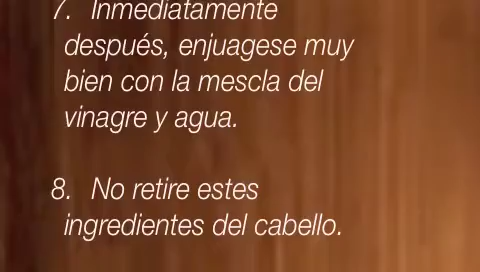 7. Inmediatamente
después, enjuagese muy
bien con la mescla del
vinagre y agua.
8. No retire estes
ingredientes del cabello.